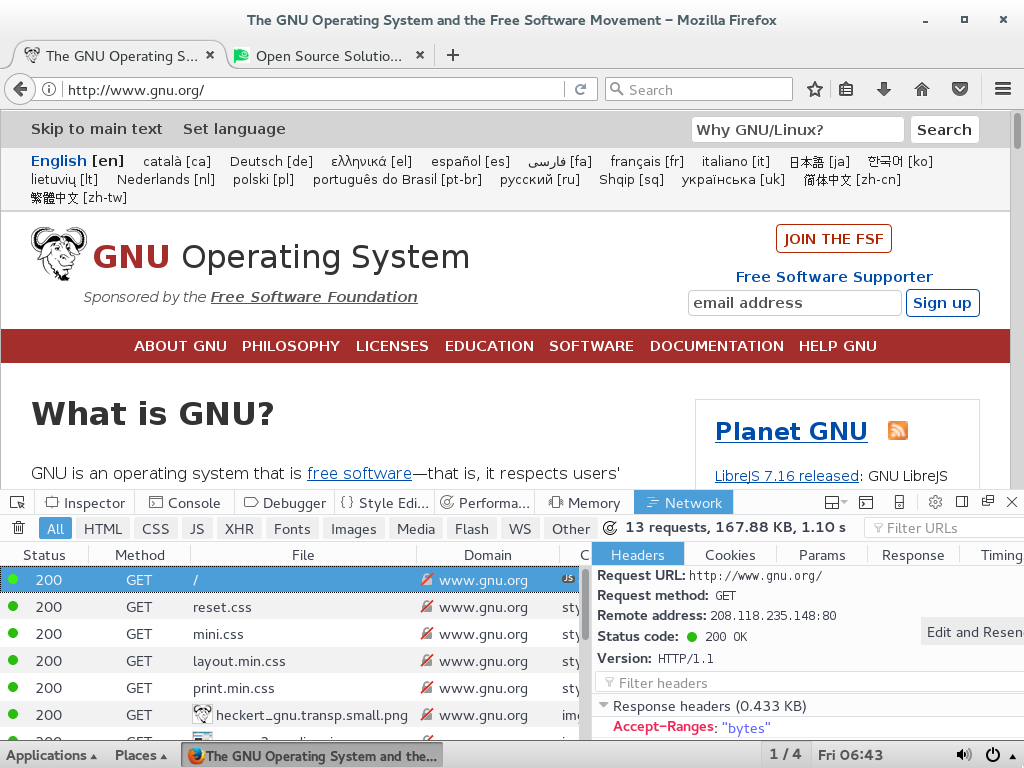 The GNU Operating System and the Free Software Movement – Mozilla Firefox
The GNU Operating S... Open Source Solutio...
http://www.gnu.org/ Search
Skip to main text Set language Why GNU/Linux? Search
English [en] català [ca] Deutsch [de] ελληνικά [el] español [es] فارسی [fa] français [fr] italiano [it] 日本語 [ja] 한국어 [ko]
lietuvių [lt] Nederlands [nl] polski [pl] português do Brasil [pt-br] русский [ru] Shqip [sq] українська [uk] 简体中文 [zh-cn]
繁體中文 [zh-tw]
GNU Operating System
Sponsored by the Free Software Foundation
JOIN THE FSF
Free Software Supporter
email address Sign up
ABOUT GNU PHILOSOPHY LICENSES EDUCATION SOFTWARE DOCUMENTATION HELP GNU
What is GNU?
Planet GNU
GNU is an operating system that is free software—that is, it respects users'
LibreJS 7.16 released: GNU LibreJS
Inspector Console Debugger Style Edi... Performa... Memory Network
All HTML CSS JS XHR Fonts Images Media Flash WS Other 13 requests, 167.88 KB, 1.10 s Filter URLs
Status Method File Domain C Headers Cookies Params Response Timing
200 GET / www.gnu.org JS
200 GET reset.css www.gnu.org sty
200 GET mini.css www.gnu.org sty
200 GET layout.min.css www.gnu.org sty
200 GET print.min.css www.gnu.org sty
200 GET heckert_gnu.transp.small.png www.gnu.org im
Request URL: http://www.gnu.org/
Request method: GET
Remote address: 208.118.235.148:80
Status code: 200 OK
Edit and Resen
Version: HTTP/1.1
Filter headers
Response headers (0.433 KB)
Accept-Ranges: "bytes"
Applications Places The GNU Operating System and the... 1 / 4 Fri 06:43